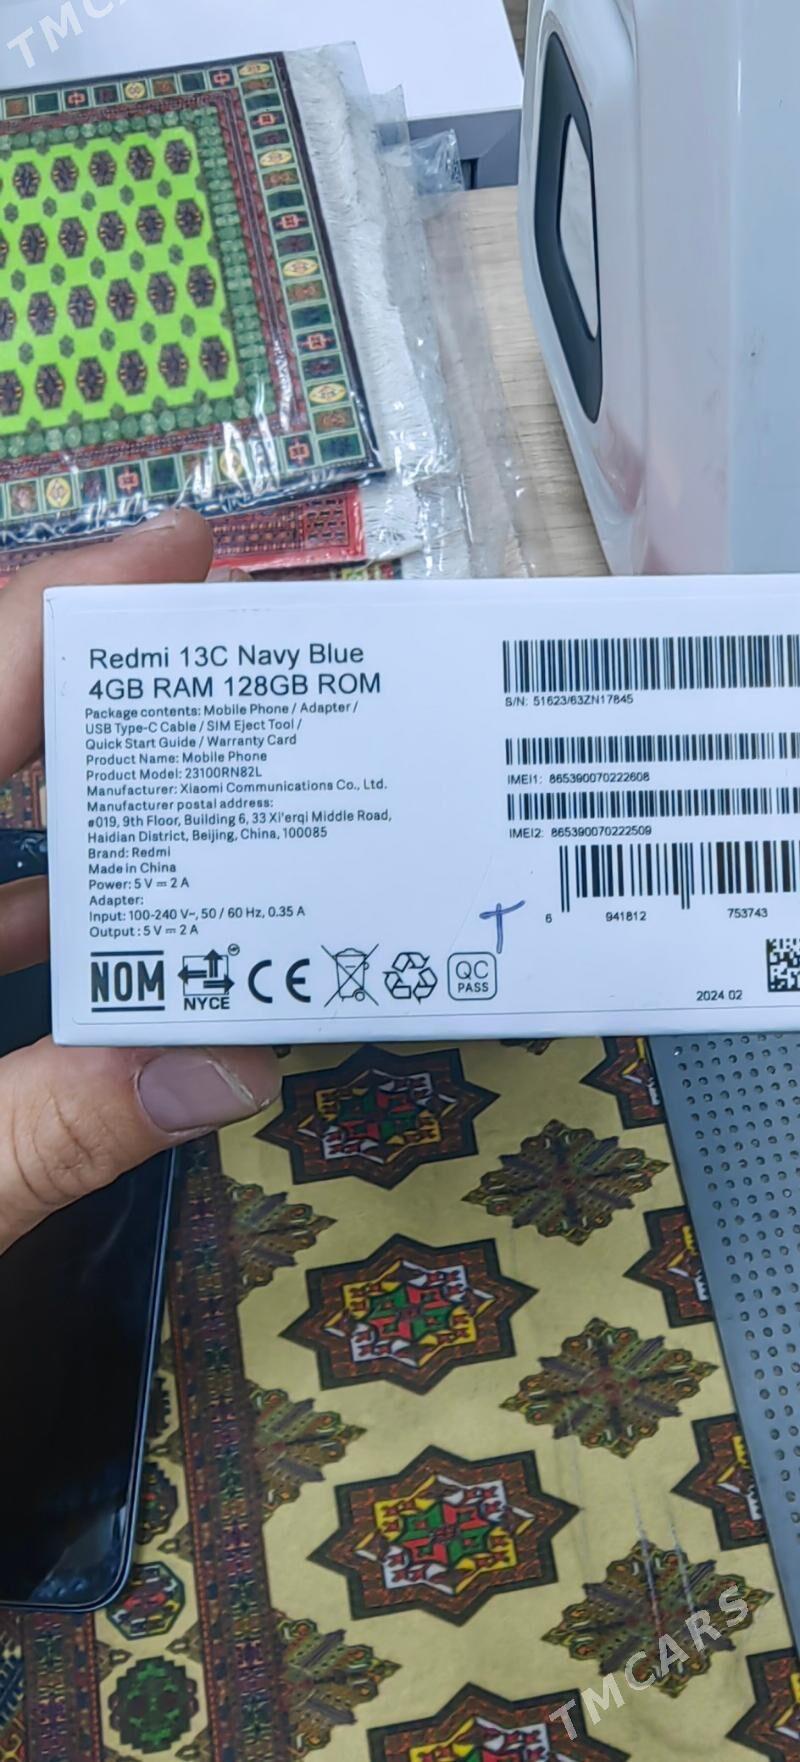 TMCA
Redmi 13C Navy Blue
4GB RAM 128GB ROM
Package contents: Mobile Phone / Adapter /
USB Type-C Cable / SIM Eject Tool /
Quick Start Guide / Warranty Card
Product Name: Mobile Phone
Product Model: 23100RN82L
Manufacturer: Xiaomi Communications Co., Ltd.
Manufacturer postal address:
#019, 9th Floor, Building 6, 33 Xi'erqi Middle Road,
Haidian District, Beijing, China, 100085
Brand: Redmi
Made in China
Power: 5 V ⎓ 2 A
Adapter:
Input: 100-240 V~, 50 / 60 Hz, 0.35 A
Output : 5 V ⎓ 2 A
NOM
NYCE
CE
QC
PASS
S/N: 51623/63ZN17845
IMEI1: 865390070222608
IMEI2: 865390070222509
T
6 941812 753743
2024 02
TMCARS